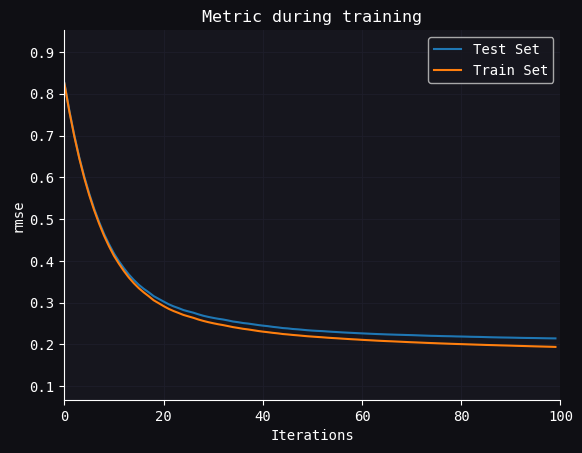 Metric during training
Test Set
Train Set
0.9
0.8
0.7
0.6
0.5
0.4
0.3
0.2
0.1
rmse
0 20 40 60 80 100
Iterations